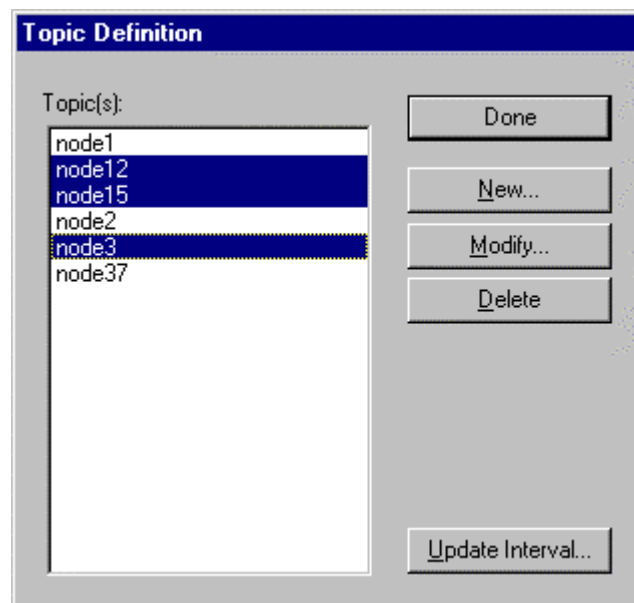 Topic Definition
Topic(s):
node1
node12
node15
node2
node3
node37
Done
New...
Modify...
Delete
Update Interval...